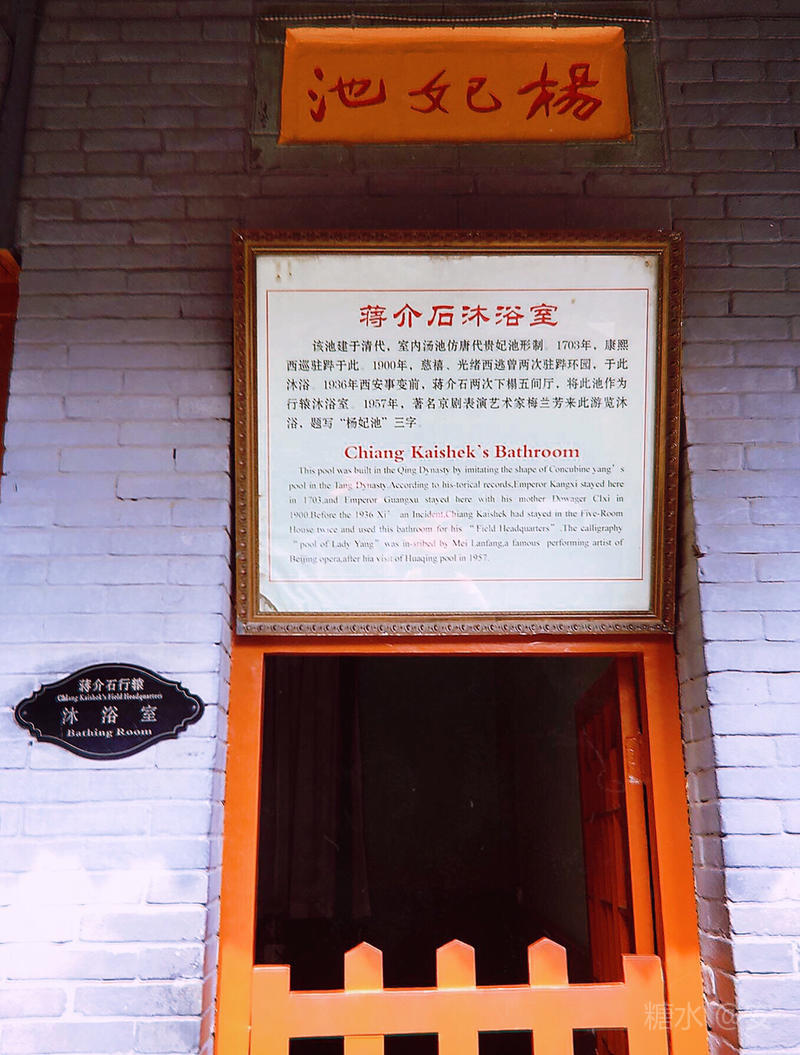 楊妃池
蒋介石沐浴室
该池建于清代，室内汤池仿唐代贵妃池形制。1703年，康熙
西巡驻跸于此。1900年，慈禧、光绪西逃曾两次驻跸环园，于此
沐浴。1936年西安事变前，蒋介石两次下榻五间厅，将此池作为
行辕沐浴室。1957年，著名京剧表演艺术家梅兰芳来此游览沐
浴，题写“杨妃池”三字。
Chiang Kaishek's Bathroom
This pool was built in the Qing Dynasty by imitating the shape of Concubine yang's
pool in the Tang Dynasty.According to his-torical records,Emperor Kangxi stayed here
in 1703,and Emperor Guangxu stayed here with his mother Dowager CIxi in
1900.Before the 1936 Xi' an Incident,Chiang Kaishek had stayed in the Five-Room
House twice and used this bathroom for his “Field Headquarters”.The calligraphy
“pool of Lady Yang”was in-sribed by Mei Lanfang,a famous performing artist of
Beijing opera,after hia visit of Huaqing pool in 1957.
蒋介石行辕
Chiang Kaishek's Field Headquarters
沐浴室
Bathing Room
糖水@